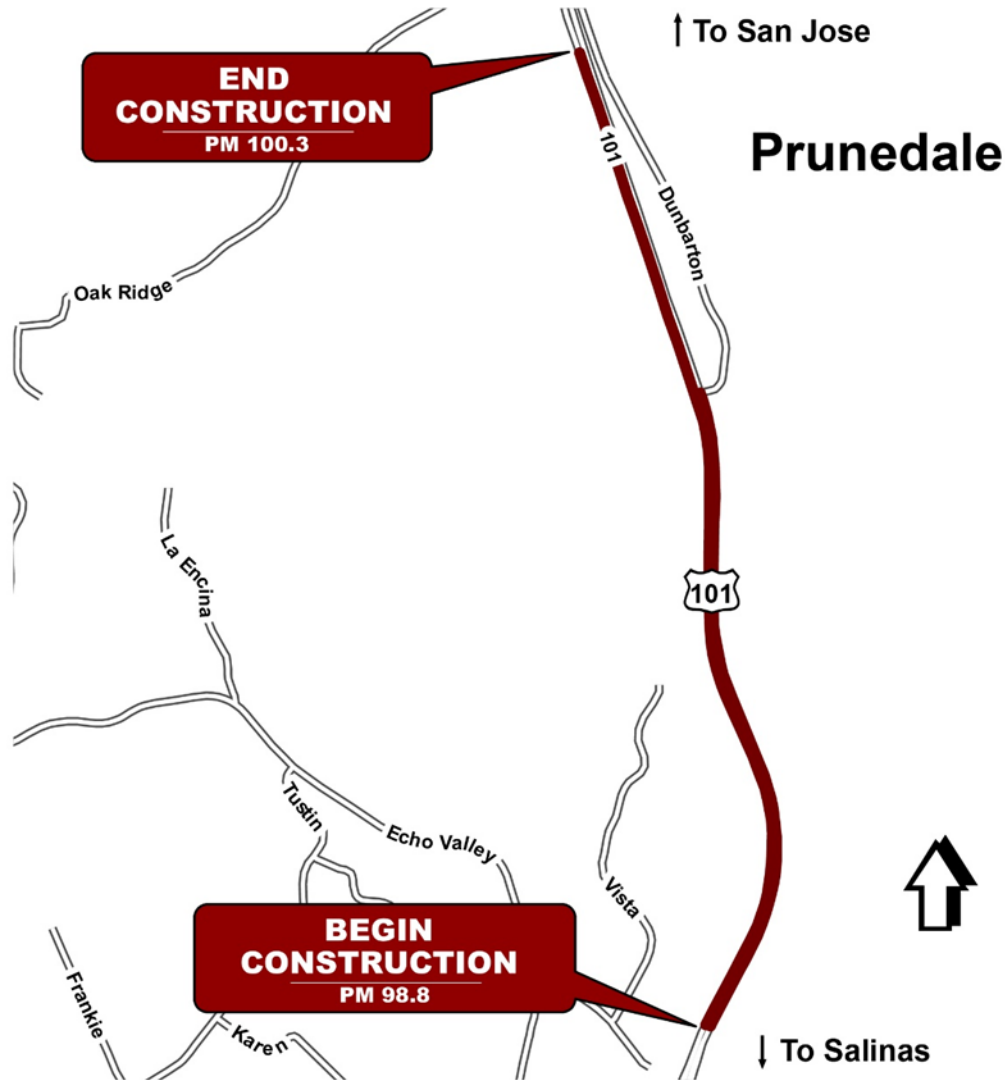 ↑ To San Jose
END
CONSTRUCTION
PM 100.3
101
Prunedale
Dunbarton
Oak Ridge
La Encina
101
Tustin
Echo Valley
Vista
BEGIN
CONSTRUCTION
PM 98.8
Frankie
Karen
↓ To Salinas